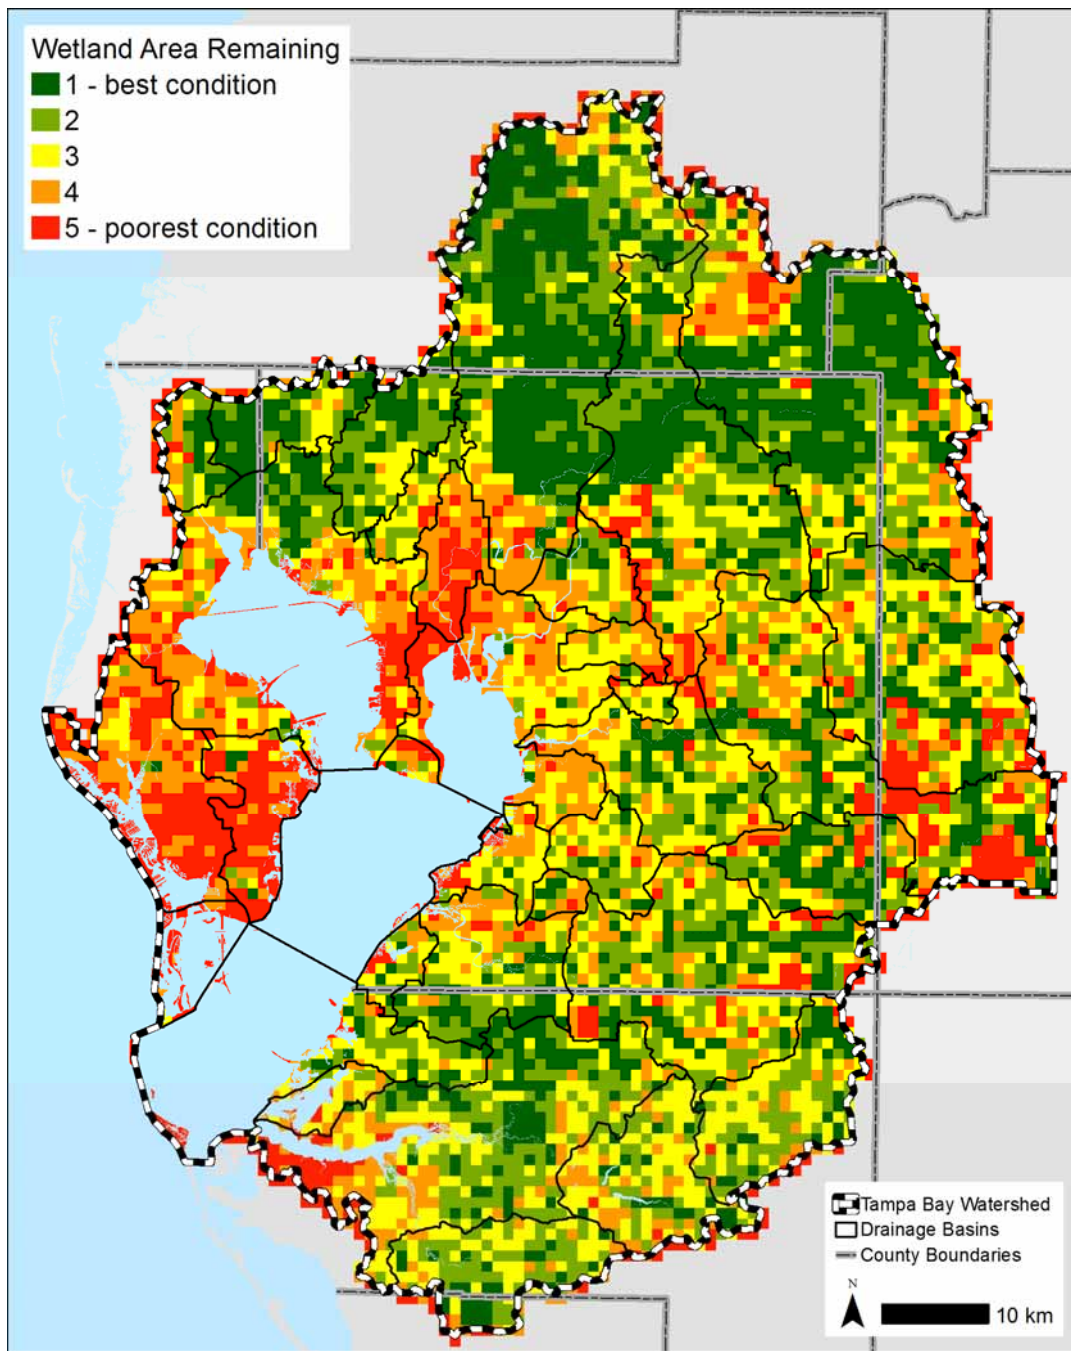 Wetland Area Remaining
1 - best condition
2
3
4
5 - poorest condition
Tampa Bay Watershed
Drainage Basins
County Boundaries
N
10 km